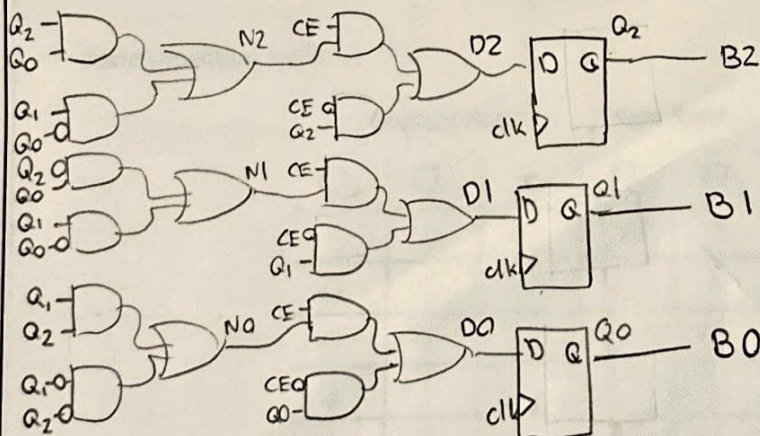 Q2 CE N2 D2 Q2
Q0 D Q B2
Q1 CE
Q0 Q2 clk
Q2 N1 CE D1 Q1
Q0 D Q B1
Q1 CE
Q0 Q1 clk
Q1 N0 CE D0 Q0
Q2 D Q B0
Q1 CE
Q2 Q0 clk